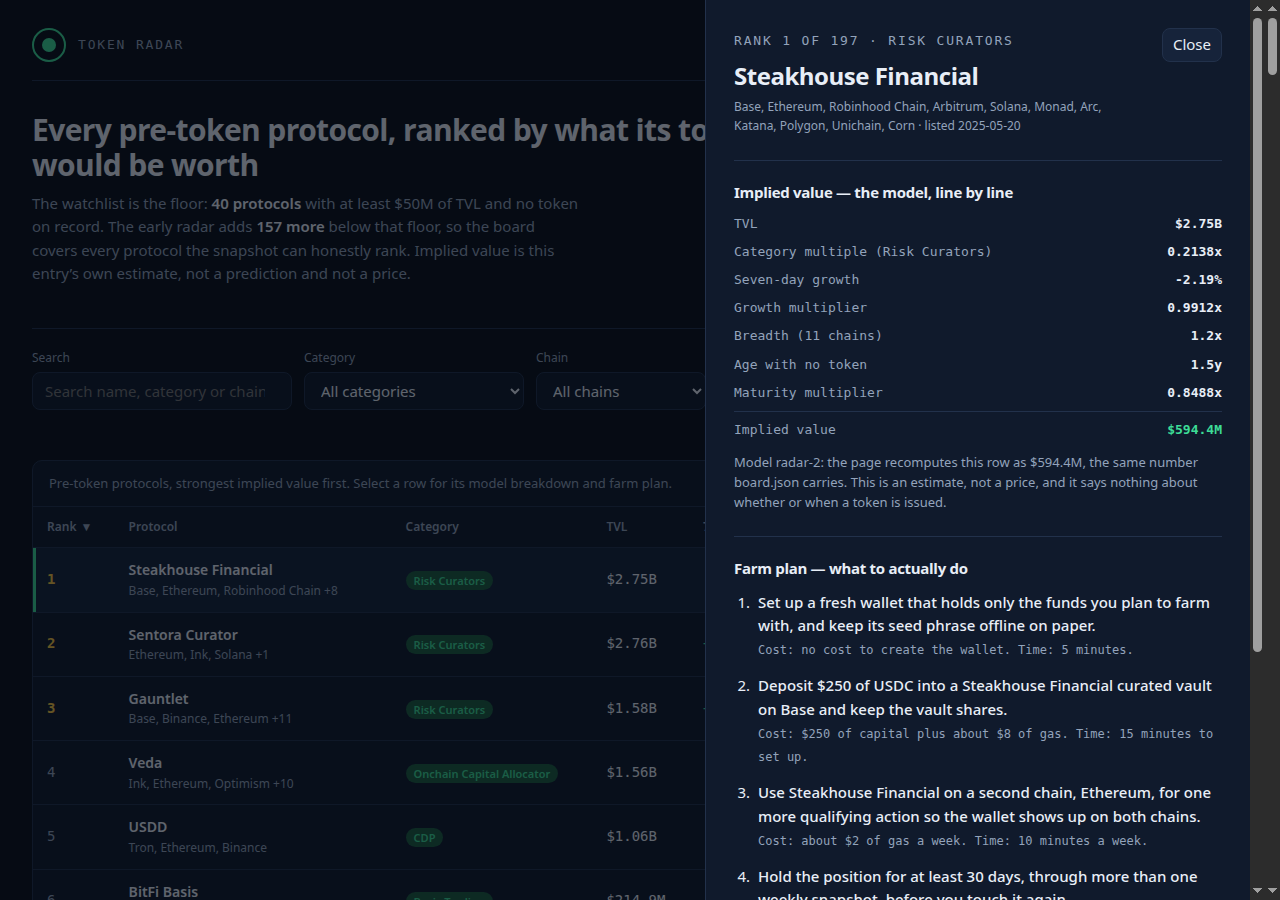 TOKEN RADAR
Every pre-token protocol, ranked by what its to
would be worth
The watchlist is the floor: 40 protocols with at least $50M of TVL and no token
on record. The early radar adds 157 more below that floor, so the board
covers every protocol the snapshot can honestly rank. Implied value is this
entry's own estimate, not a prediction and not a price.
Search
Category
Chain
Search name, category or chain
All categories
All chains
Pre-token protocols, strongest implied value first. Select a row for its model breakdown and farm plan.
Rank ▼ Protocol Category TVL
1 Steakhouse Financial Risk Curators $2.75B
Base, Ethereum, Robinhood Chain +8
2 Sentora Curator Risk Curators $2.76B
Ethereum, Ink, Solana +1
3 Gauntlet Risk Curators $1.58B
Base, Binance, Ethereum +11
4 Veda Onchain Capital Allocator $1.56B
Ink, Ethereum, Optimism +10
5 USDD CDP $1.06B
Tron, Ethereum, Binance
BitFi Basis
RANK 1 OF 197 · RISK CURATORS
Close
Steakhouse Financial
Base, Ethereum, Robinhood Chain, Arbitrum, Solana, Monad, Arc,
Katana, Polygon, Unichain, Corn · listed 2025-05-20
Implied value — the model, line by line
TVL $2.75B
Category multiple (Risk Curators) 0.2138x
Seven-day growth -2.19%
Growth multiplier 0.9912x
Breadth (11 chains) 1.2x
Age with no token 1.5y
Maturity multiplier 0.8488x
Implied value $594.4M
Model radar-2: the page recomputes this row as $594.4M, the same number
board.json carries. This is an estimate, not a price, and it says nothing about
whether or when a token is issued.
Farm plan — what to actually do
1. Set up a fresh wallet that holds only the funds you plan to farm
with, and keep its seed phrase offline on paper.
Cost: no cost to create the wallet. Time: 5 minutes.
2. Deposit $250 of USDC into a Steakhouse Financial curated vault
on Base and keep the vault shares.
Cost: $250 of capital plus about $8 of gas. Time: 15 minutes to
set up.
3. Use Steakhouse Financial on a second chain, Ethereum, for one
more qualifying action so the wallet shows up on both chains.
Cost: about $2 of gas a week. Time: 10 minutes a week.
4. Hold the position for at least 30 days, through more than one
weekly snapshot, before you touch it again.